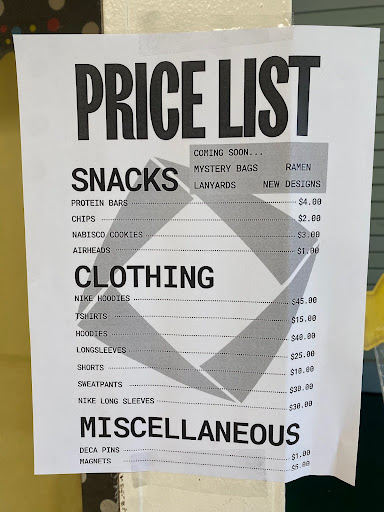 PRICE LIST
COMING SOON...
MYSTERY BAGS RAMEN
LANYARDS NEW DESIGNS
SNACKS
PROTEIN BARS $4.00
CHIPS $2.00
NABISCO COOKIES $3.00
AIRHEADS $1.00
CLOTHING
NIKE HOODIES $45.00
TSHIRTS $15.00
HOODIES $40.00
LONGSLEEVES $25.00
SHORTS $10.00
SWEATPANTS $30.00
NIKE LONG SLEEVES $30.00
MISCELLANEOUS
DECA PINS $1.00
MAGNETS $5.00